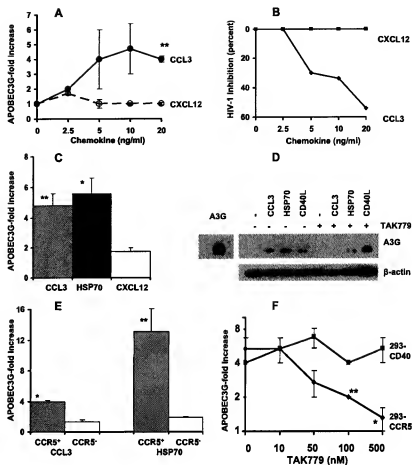 A
APOBEC3G-fold increase
6
5
4
3
2
1
0
**
CCL3
CXCL12
0 2.5 5 10 20
Chemokine (ng/ml)
B
HIV-1 Inhibition (percent)
0
20
40
60
CXCL12
CCL3
0 2.5 5 10 20
Chemokine (ng/ml)
C
APOBEC3G-fold increase
8
6
4
2
0
**
*
CCL3 HSP70 CXCL12
D
A3G
- CCL3 HSP70 CD40L - CCL3 HSP70 CD40L
+ + + + TAK779
A3G
β-actin
E
APOBEC3G-fold increase
16
12
8
4
0
*
**
CCR5+ CCR5- CCR5+ CCR5-
CCL3 HSP70
F
APOBEC3G-fold increase
8
4
2
1
293-CD40
**
*
293-CCR5
0 10 50 100 500
TAK779 (nM)